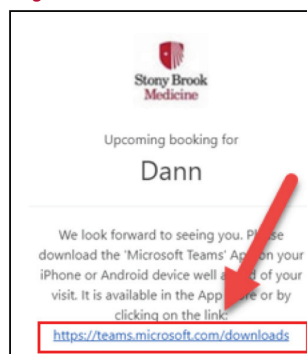 Stony Brook
Medicine
Upcoming booking for
Dann
We look forward to seeing you.
download the 'Microsoft Teams' on your
iPhone or Android device well of your
visit. It is available in the App or by
clicking on the link:
https://teams.microsoft.com/downloads